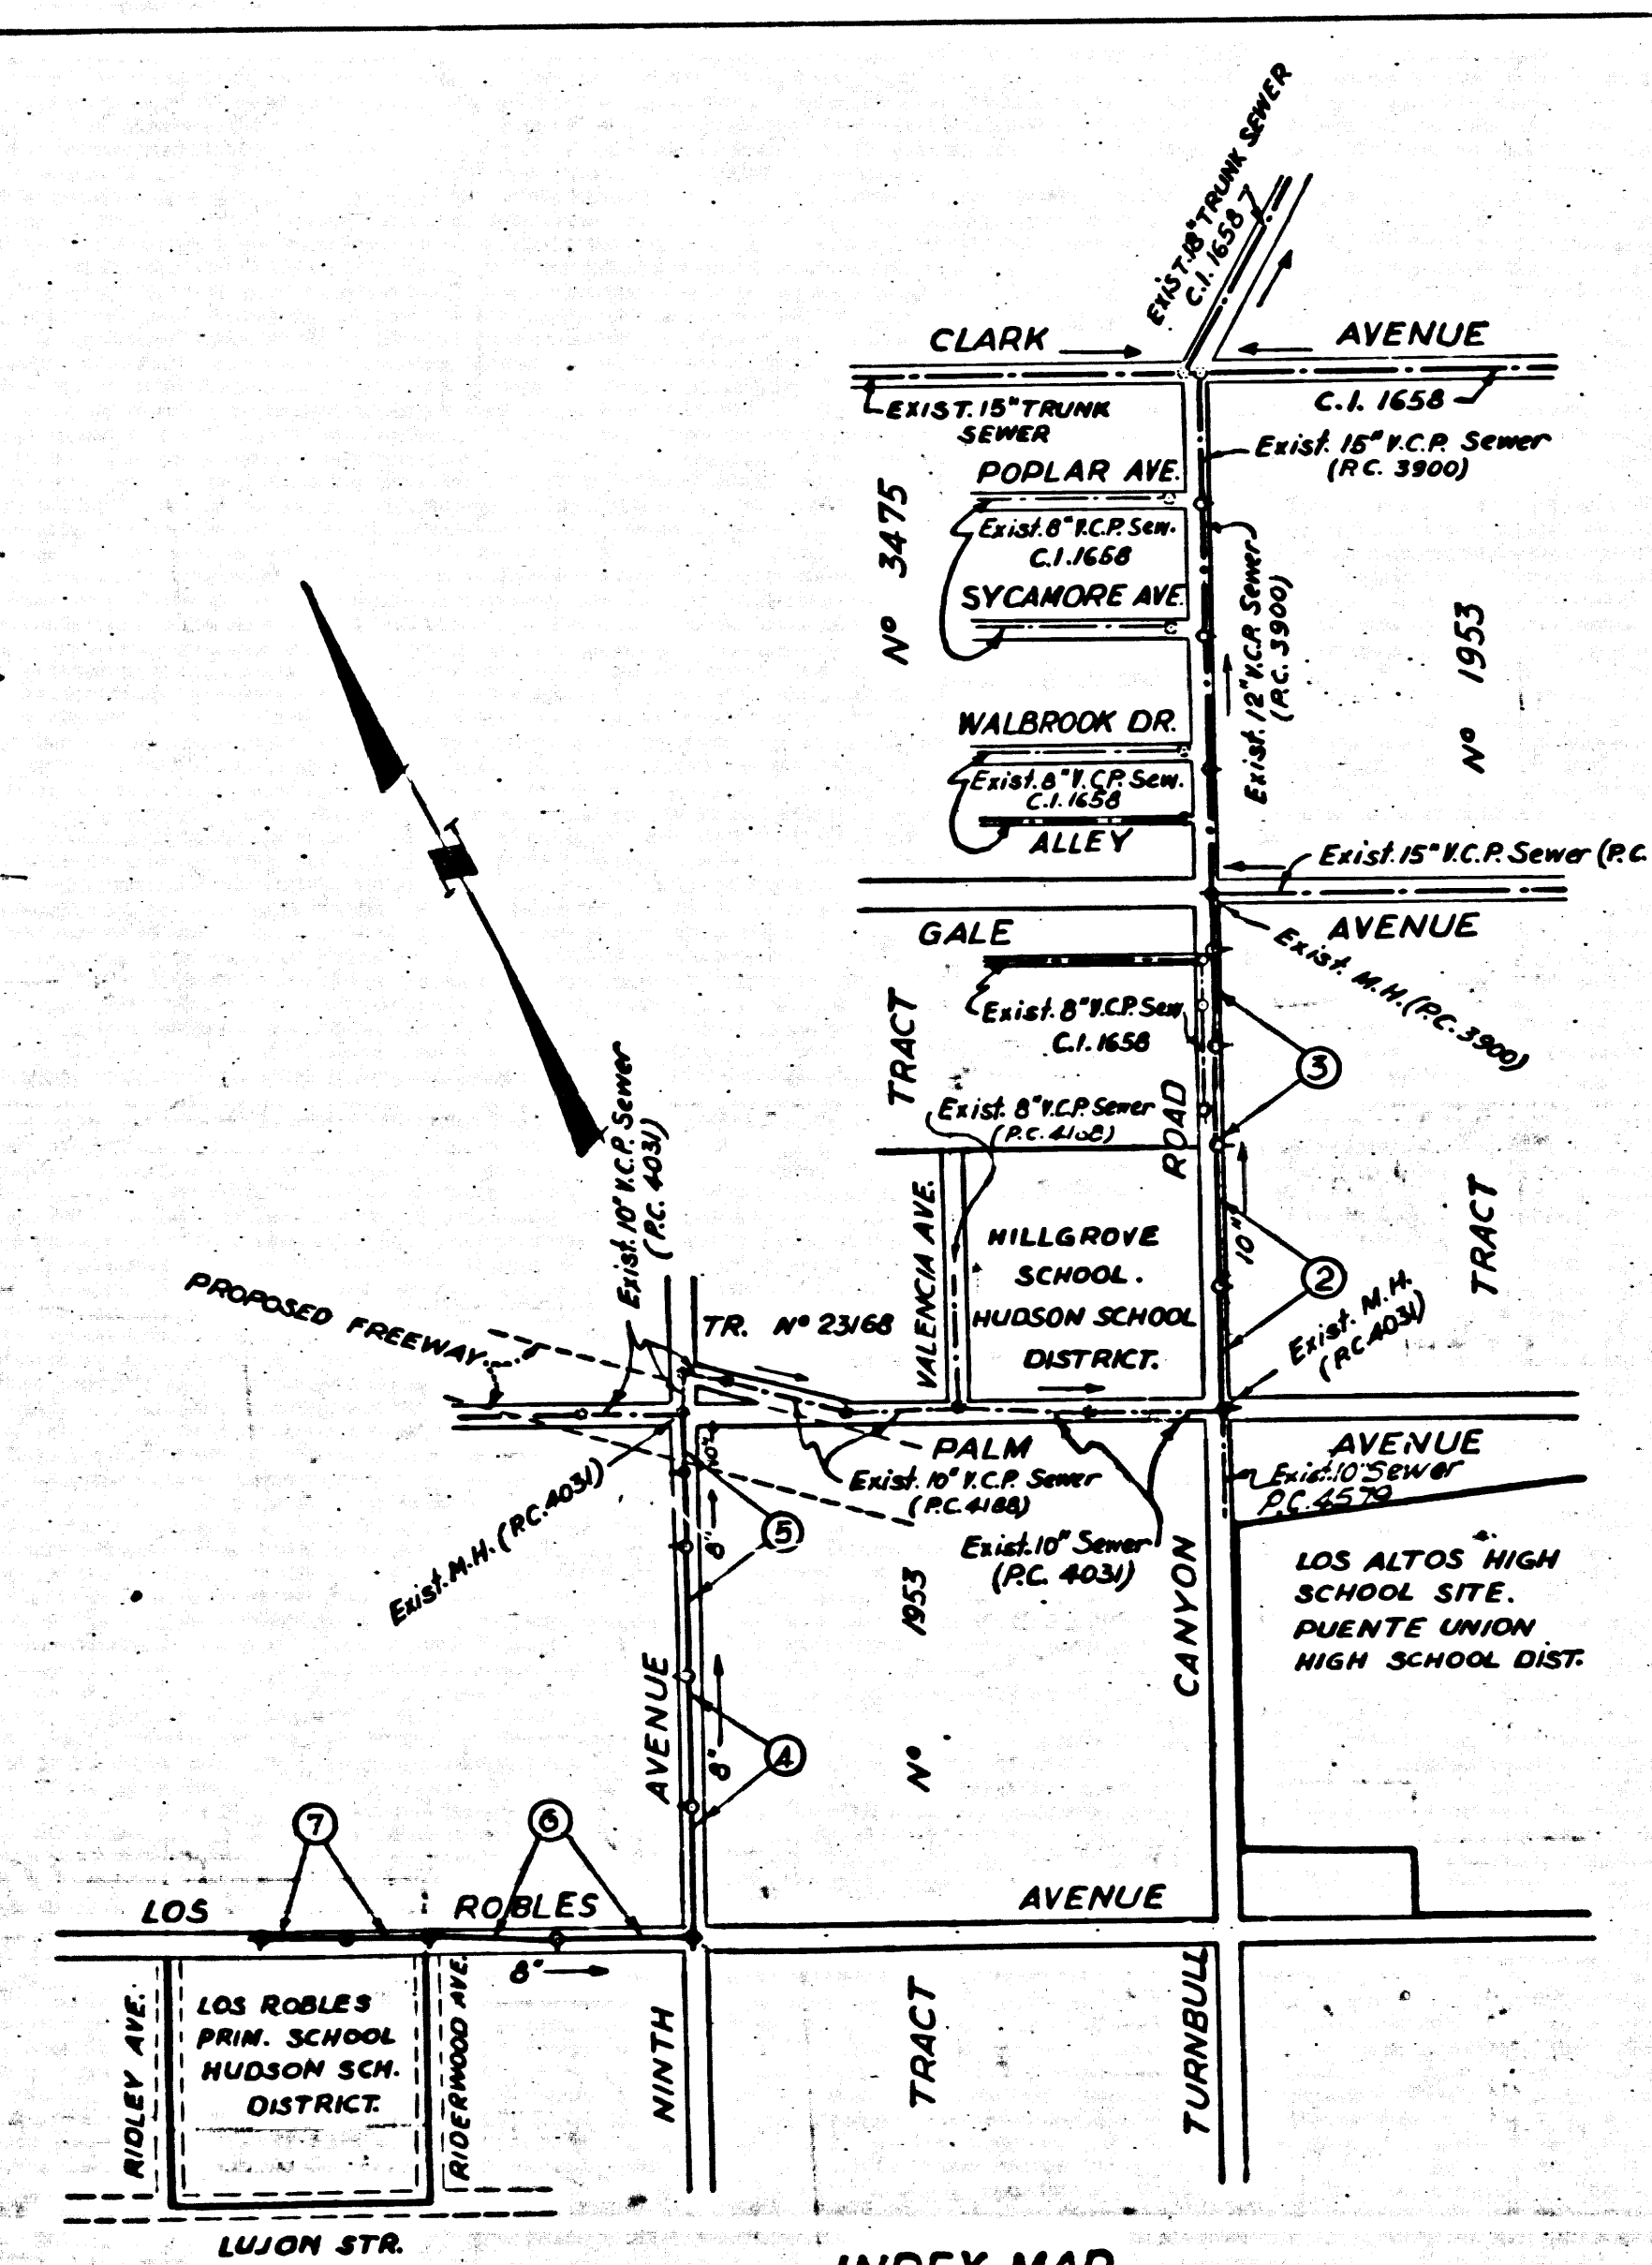 EXIST. 18" TRUNK SEWER
C.I. 1658
CLARK
AVENUE
EXIST. 15" TRUNK
SEWER
C.I. 1658
Exist. 15" V.C.P. Sewer
(P.C. 3900)
POPLAR AVE.
Exist. 8" V.C.P. Sew.
C.I. 1658
SYCAMORE AVE.
Exist. 12" V.C.P. Sewer
(P.C. 3900)
Nº 3475
Nº 1953
WALBROOK DR.
Exist. 8" V.C.P. Sew.
C.I. 1658
ALLEY
Exist. 15" V.C.P. Sewer (P.C.
GALE
AVENUE
Exist. M.H. (P.C. 3900)
Exist. 8" V.C.P. Sew.
C.I. 1658
TRACT
3
Exist. 8" V.C.P. Sewer
ROAD
Exist. 10" V.C.P. Sewer
(P.C. 4031)
VALENCIA AVE.
HILLGROVE
SCHOOL.
HUDSON SCHOOL
DISTRICT.
10"
2
TRACT
Exist. M.H.
(P.C. 4031)
PROPOSED FREEWAY
TR. Nº 23168
PALM
AVENUE
Exist. 10" V.C.P. Sewer
(P.C. 4188)
Exist. 10" Sewer
P.C. 4579
10"
Exist. M.H. (P.C. 4031)
5
8"
Exist. 10" Sewer
(P.C. 4031)
LOS ALTOS HIGH
SCHOOL SITE.
PUENTE UNION
HIGH SCHOOL DIST.
Nº 1953
CANYON
AVENUE
8"
4
7
6
LOS
ROBLES
AVENUE
8"
RIDLEY AVE.
LOS ROBLES
PRIM. SCHOOL
HUDSON SCH.
DISTRICT.
RIDERWOOD AVE.
NINTH
TRACT
TURNBULL
LUJON STR.
INDEX MAP